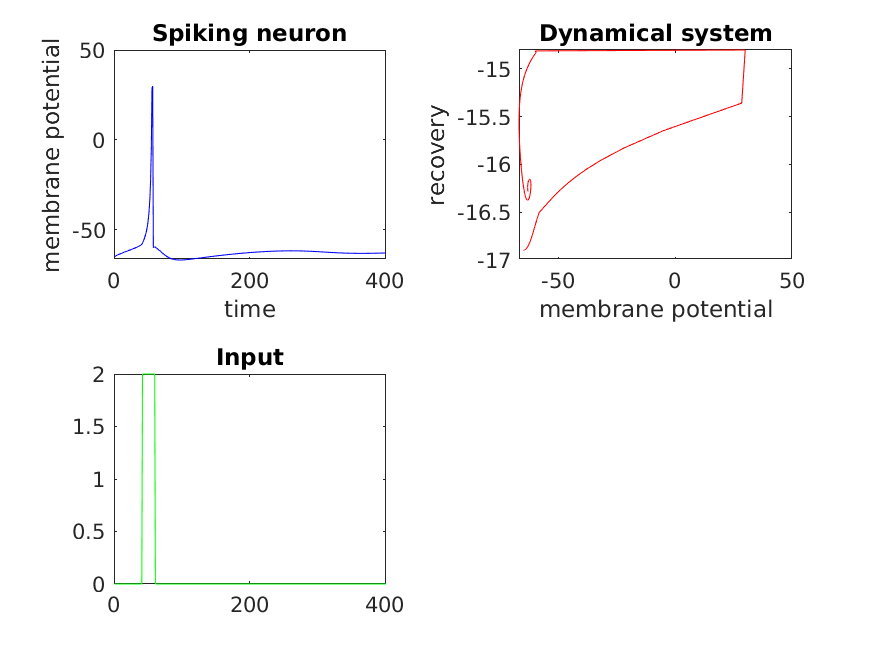 Spiking neuron
50
0
-50
membrane potential
0 200 400
time
Dynamical system
-15
-15.5
-16
-16.5
-17
recovery
-50 0 50
membrane potential
Input
2
1.5
1
0.5
0
0 200 400